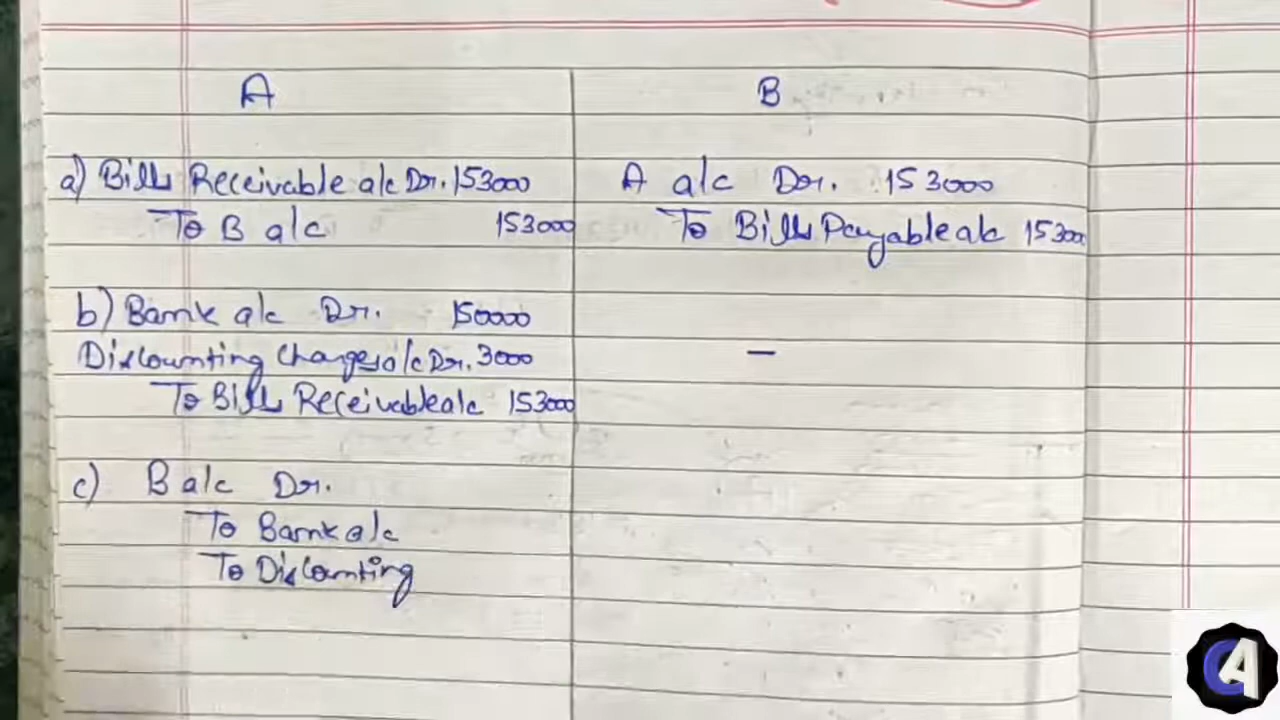 A
B
a) Bills Receivable a/c Dr. 153000
To B a/c 153000
A a/c Dr. 153000
To Bills Payable a/c 153000
b) Bank a/c Dr. 150000
Discounting Charges a/c Dr. 3000
To Bills Receivable a/c 153000
–
c) B a/c Dr.
To Bank a/c
To Discounting
CA